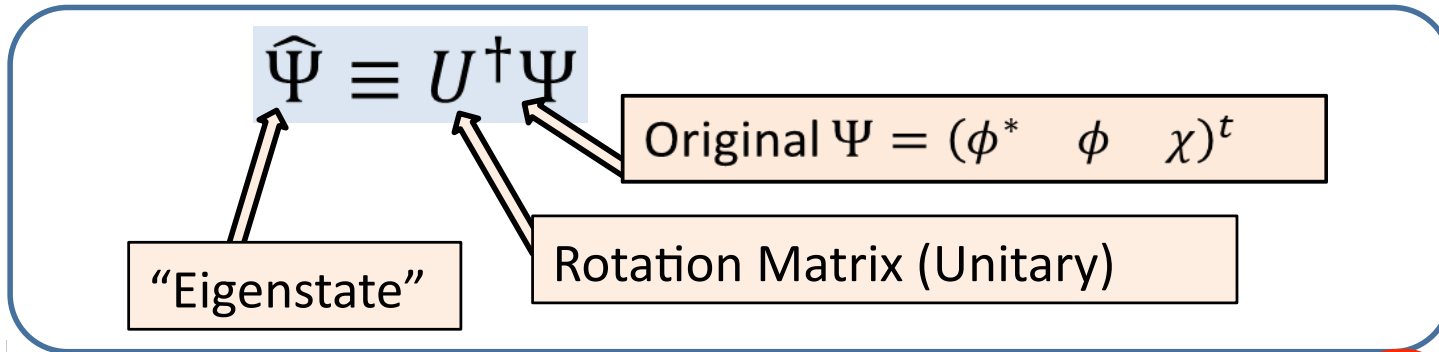 Ψ̂ ≡ U†Ψ
Original Ψ = (ϕ* ϕ χ)ᵗ
Rotation Matrix (Unitary)
“Eigenstate”